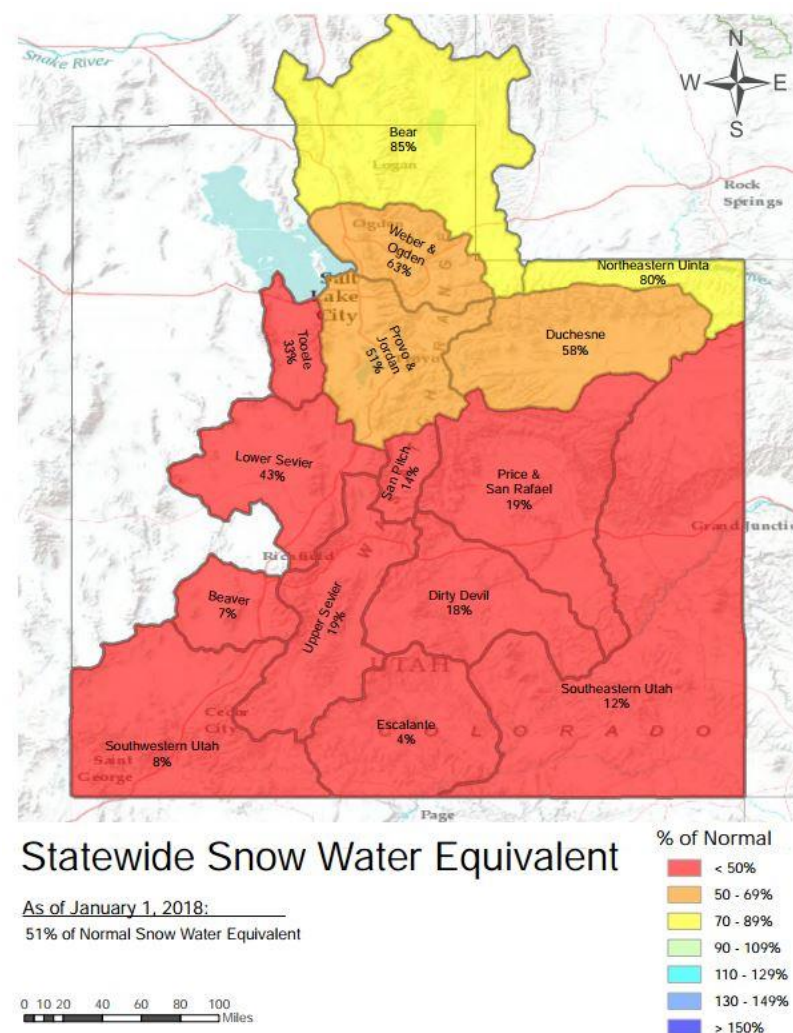 N
W E
S
Snake River
Bear
85%
Logan
Rock
Springs
Ogden
Weber &
Ogden
63%
Northeastern Uinta
80%
River
Salt
Lake
City
Tooele
33%
Provo &
Jordan
51%
Duchesne
58%
Lower Sevier
43%
San Pitch
14%
Price &
San Rafael
19%
Grand Junction
Richfield
Beaver
7%
Upper Sevier
19%
Dirty Devil
18%
UTAH
Southeastern Utah
12%
Cedar
City
Escalante
4%
COLORADO
Southwestern Utah
8%
Saint
George
Page
Statewide Snow Water Equivalent
As of January 1, 2018:
51% of Normal Snow Water Equivalent
0 10 20 40 60 80 100
Miles
% of Normal
< 50%
50 - 69%
70 - 89%
90 - 109%
110 - 129%
130 - 149%
> 150%